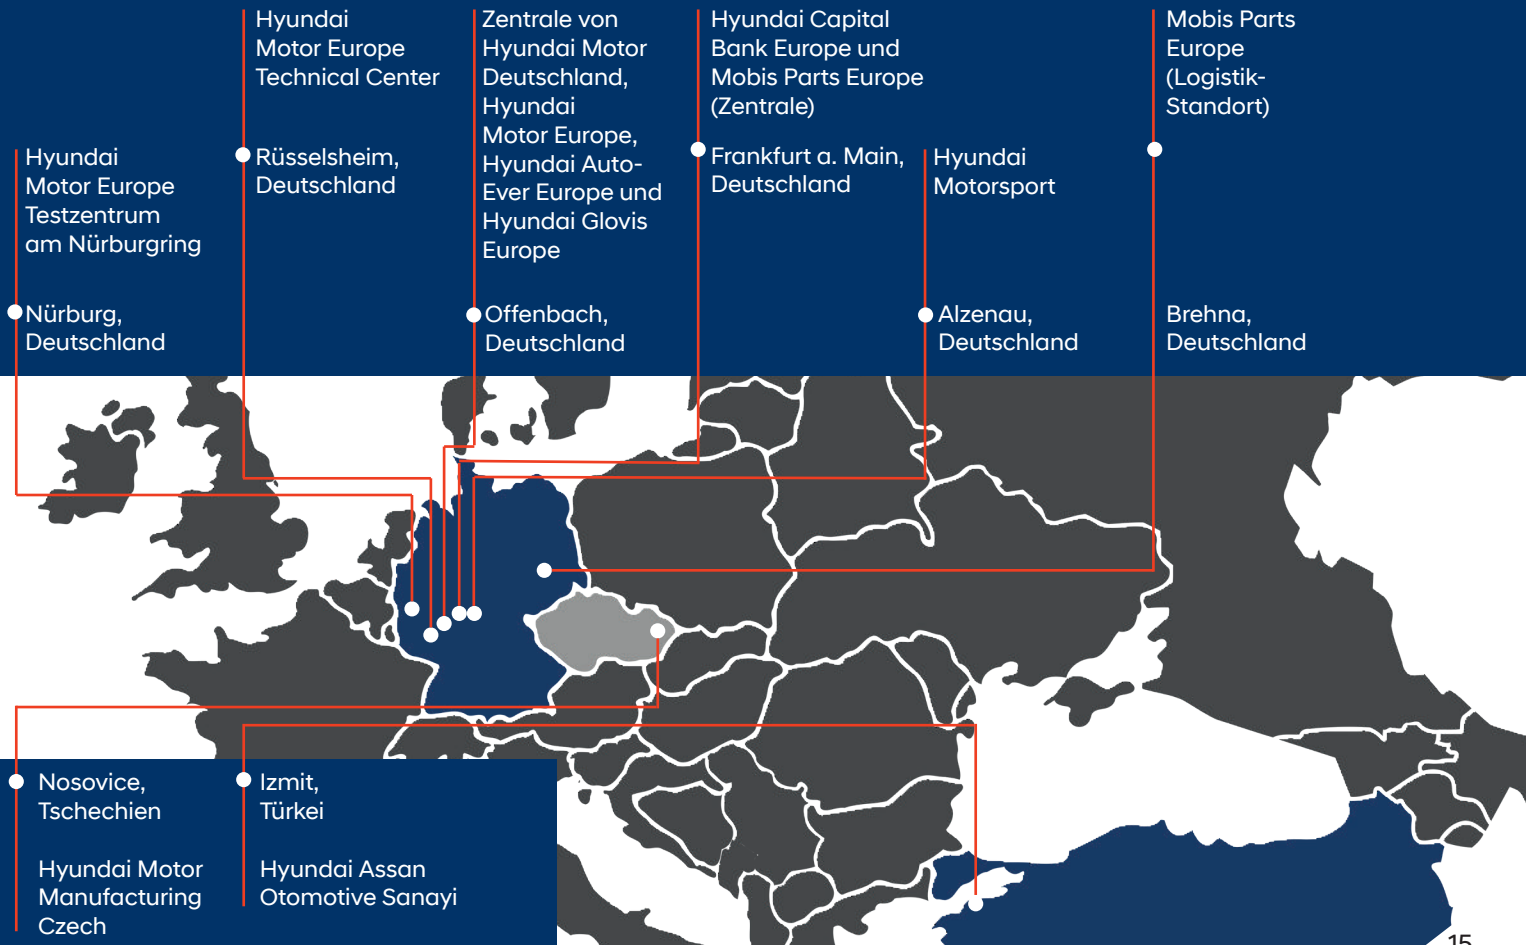 Hyundai
Motor Europe
Testzentrum
am Nürburgring
Nürburg,
Deutschland
Hyundai
Motor Europe
Technical Center
Rüsselsheim,
Deutschland
Zentrale von
Hyundai Motor
Deutschland,
Hyundai
Motor Europe,
Hyundai Auto-
Ever Europe und
Hyundai Glovis
Europe
Offenbach,
Deutschland
Hyundai Capital
Bank Europe und
Mobis Parts Europe
(Zentrale)
Frankfurt a. Main,
Deutschland
Hyundai
Motorsport
Alzenau,
Deutschland
Mobis Parts
Europe
(Logistik-
Standort)
Brehna,
Deutschland
Nosovice,
Tschechien
Hyundai Motor
Manufacturing
Czech
Izmit,
Türkei
Hyundai Assan
Otomotive Sanayi
15